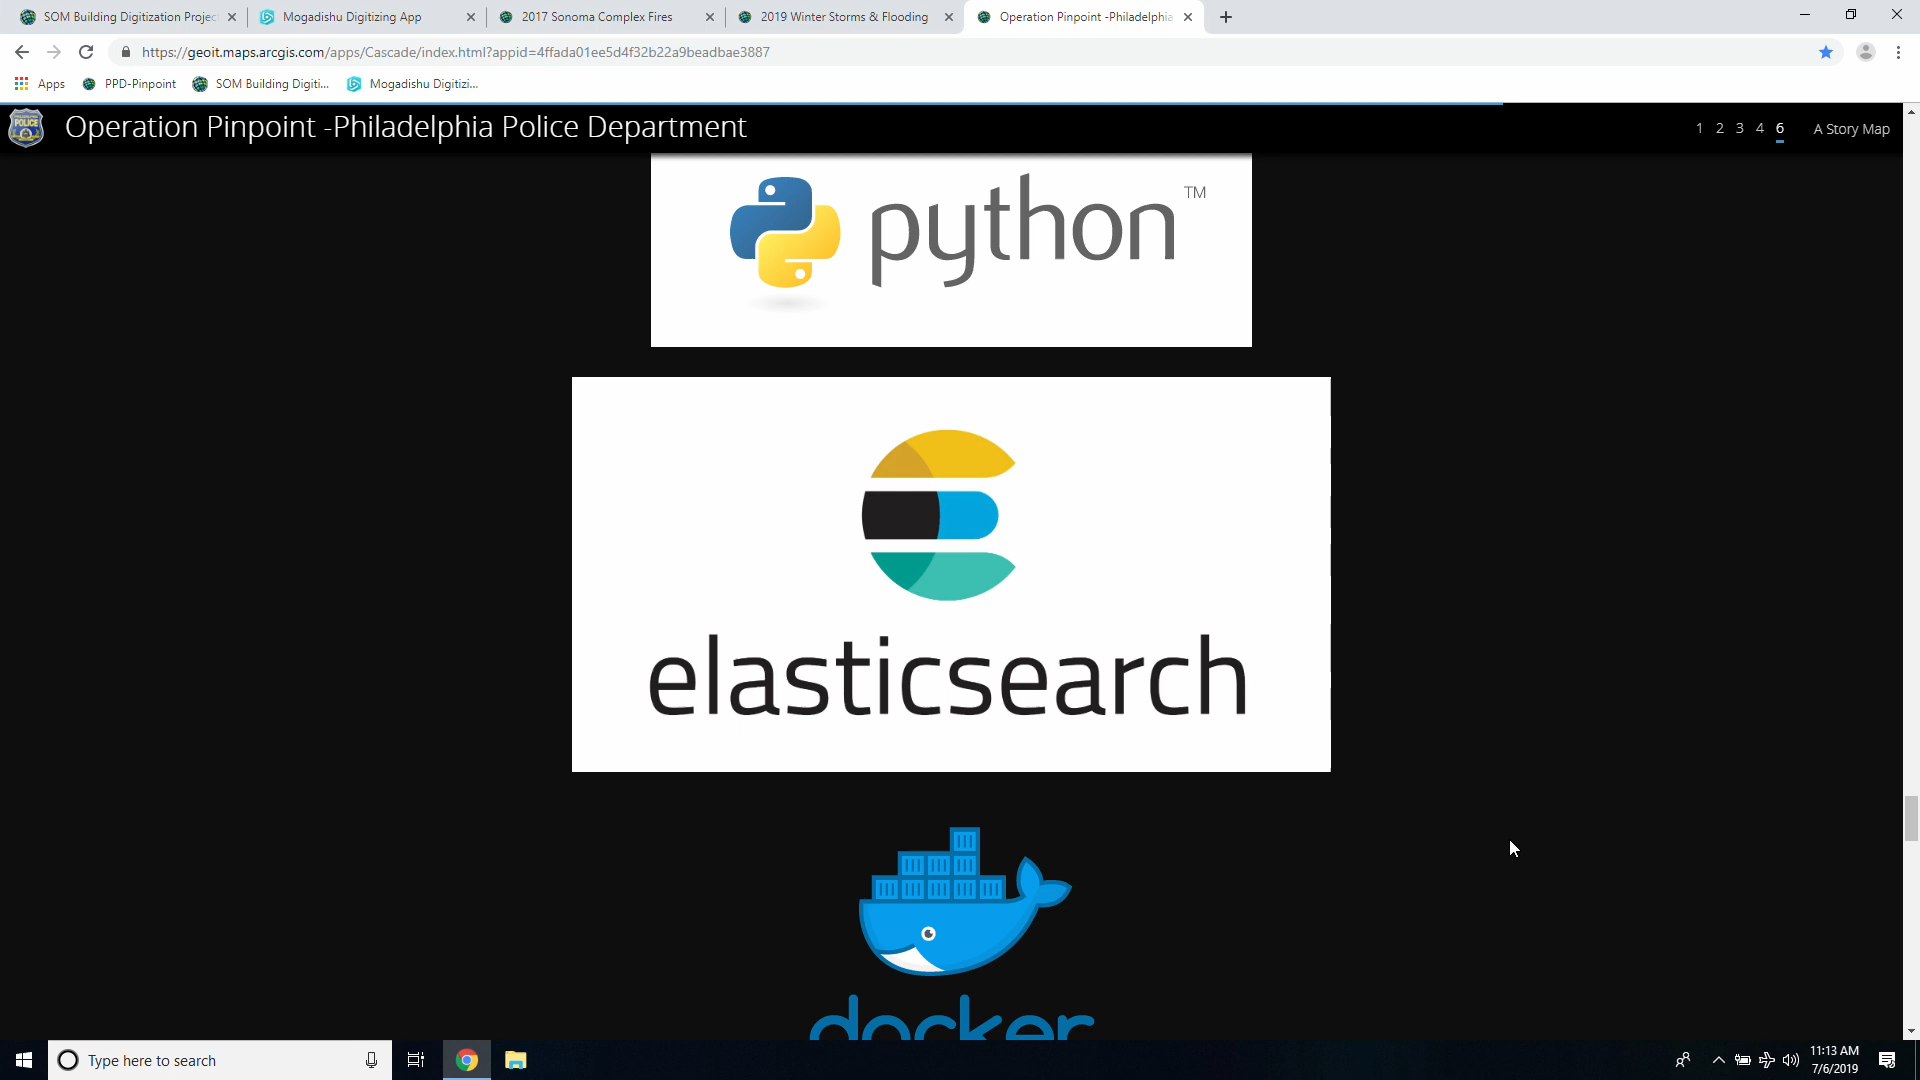 SOM Building Digitization Projec
Mogadishu Digitizing App
2017 Sonoma Complex Fires
2019 Winter Storms & Flooding
Operation Pinpoint -Philadelphia
https://geoit.maps.arcgis.com/apps/Cascade/index.html?appid=4ffada01ee5d4f32b22a9beadbae3887
Apps
PPD-Pinpoint
SOM Building Digiti...
Mogadishu Digitizi...
POLICE
Operation Pinpoint -Philadelphia Police Department
1 2 3 4 6
A Story Map
python TM
elasticsearch
docker
Type here to search
11:13 AM
7/6/2019